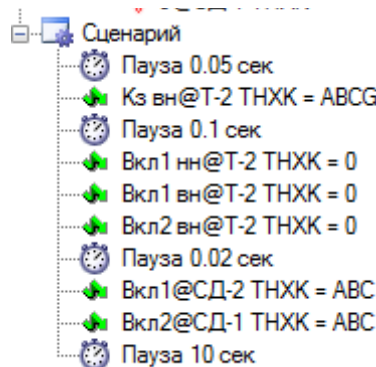 Сценарий
Пауза 0.05 сек
Кз вн@Т-2 ТНХК = ABCG
Пауза 0.1 сек
Вкл1 нн@Т-2 ТНХК = 0
Вкл1 вн@Т-2 ТНХК = 0
Вкл2 вн@Т-2 ТНХК = 0
Пауза 0.02 сек
Вкл1@СД-2 ТНХК = ABC
Вкл2@СД-1 ТНХК = ABC
Пауза 10 сек